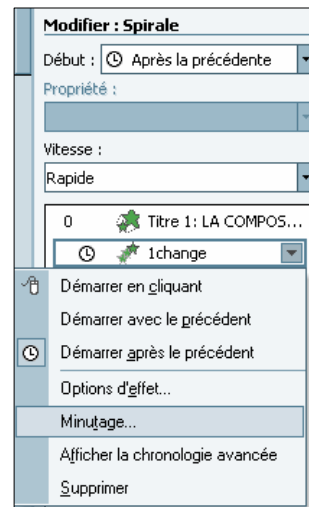 Modifier : Spirale
Début : Après la précédente
Propriété :
Vitesse :
Rapide
0 Titre 1: LA COMPOS...
1change
Démarrer en cliquant
Démarrer avec le précédent
Démarrer après le précédent
Options d'effet...
Minutage...
Afficher la chronologie avancée
Supprimer